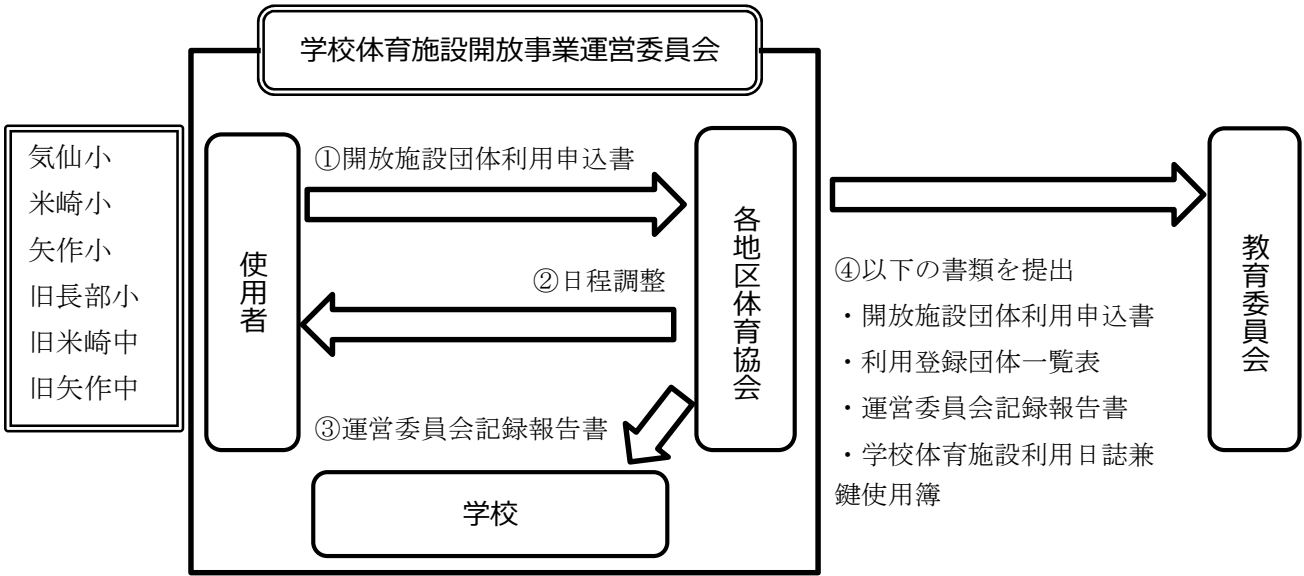 学校体育施設開放事業運営委員会
気仙小
米崎小
矢作小
旧長部小
旧米崎中
旧矢作中
使用者
①開放施設団体利用申込書
②日程調整
③運営委員会記録報告書
各地区体育協会
学校
④以下の書類を提出
・開放施設団体利用申込書
・利用登録団体一覧表
・運営委員会記録報告書
・学校体育施設利用日誌兼
鍵使用簿
教育委員会